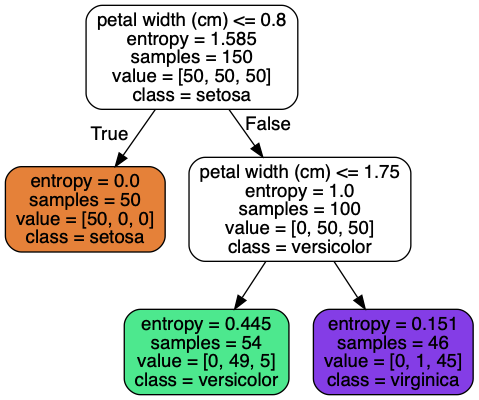 petal width (cm) <= 0.8
entropy = 1.585
samples = 150
value = [50, 50, 50]
class = setosa
True
False
entropy = 0.0
samples = 50
value = [50, 0, 0]
class = setosa
petal width (cm) <= 1.75
entropy = 1.0
samples = 100
value = [0, 50, 50]
class = versicolor
entropy = 0.445
samples = 54
value = [0, 49, 5]
class = versicolor
entropy = 0.151
samples = 46
value = [0, 1, 45]
class = virginica